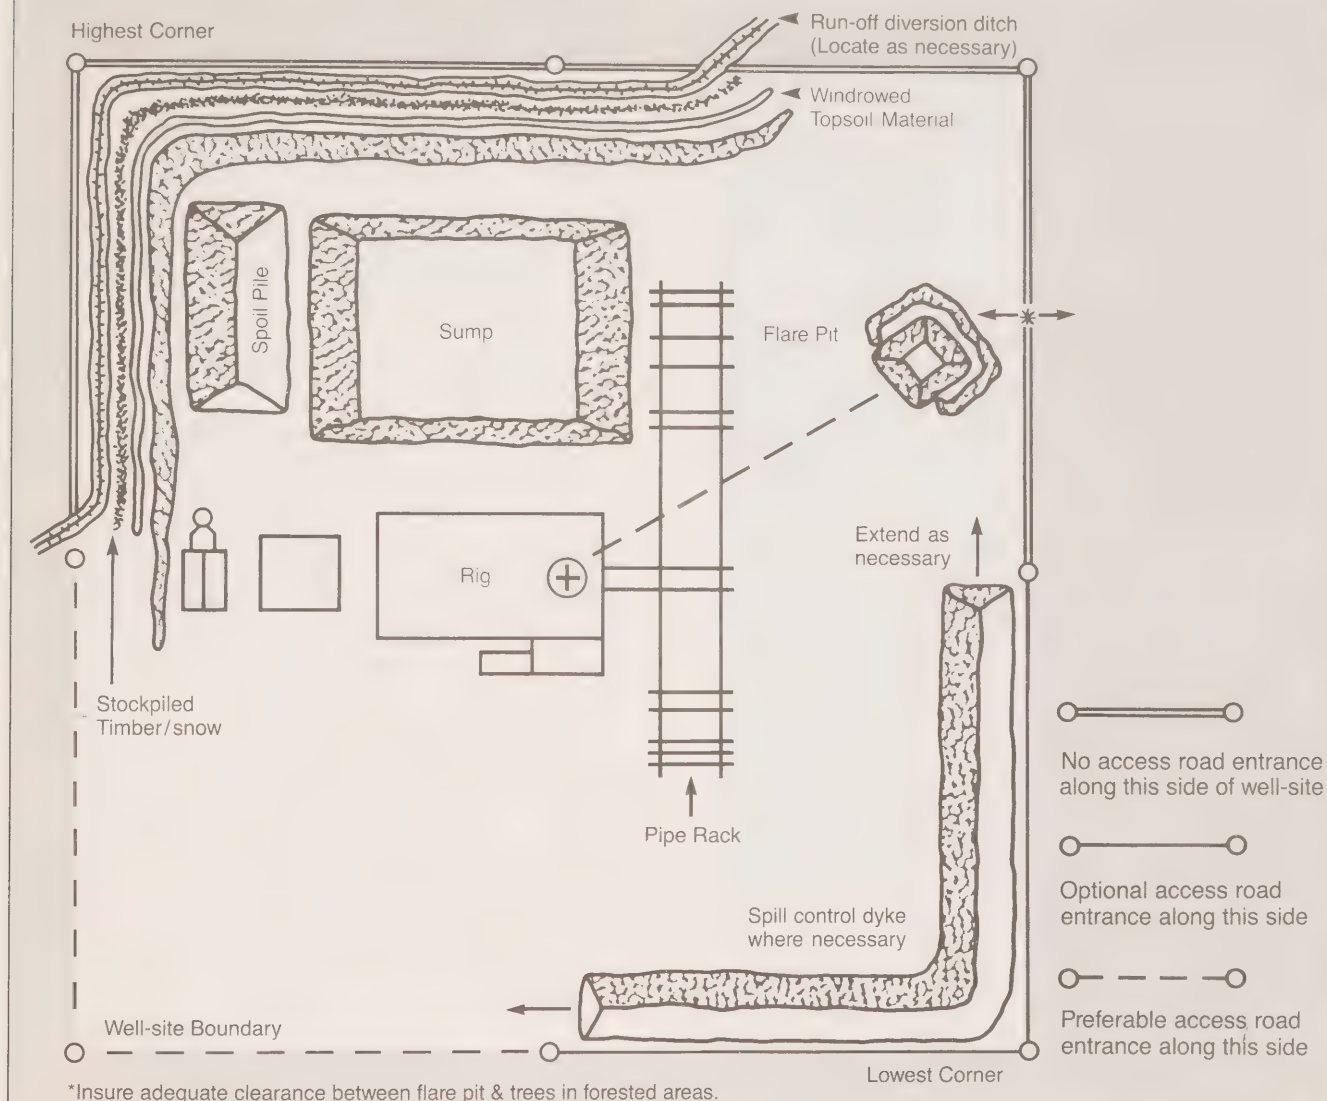 Highest Corner
Run-off diversion ditch
(Locate as necessary)
Windrowed
Topsoil Material
Spoil Pile
Sump
Flare Pit
*
Rig
Extend as
necessary
Stockpiled
Timber/snow
Pipe Rack
No access road entrance
along this side of well-site
Optional access road
entrance along this side
Spill control dyke
where necessary
Preferable access road
entrance along this side
Well-site Boundary
Lowest Corner
*Insure adequate clearance between flare pit & trees in forested areas.